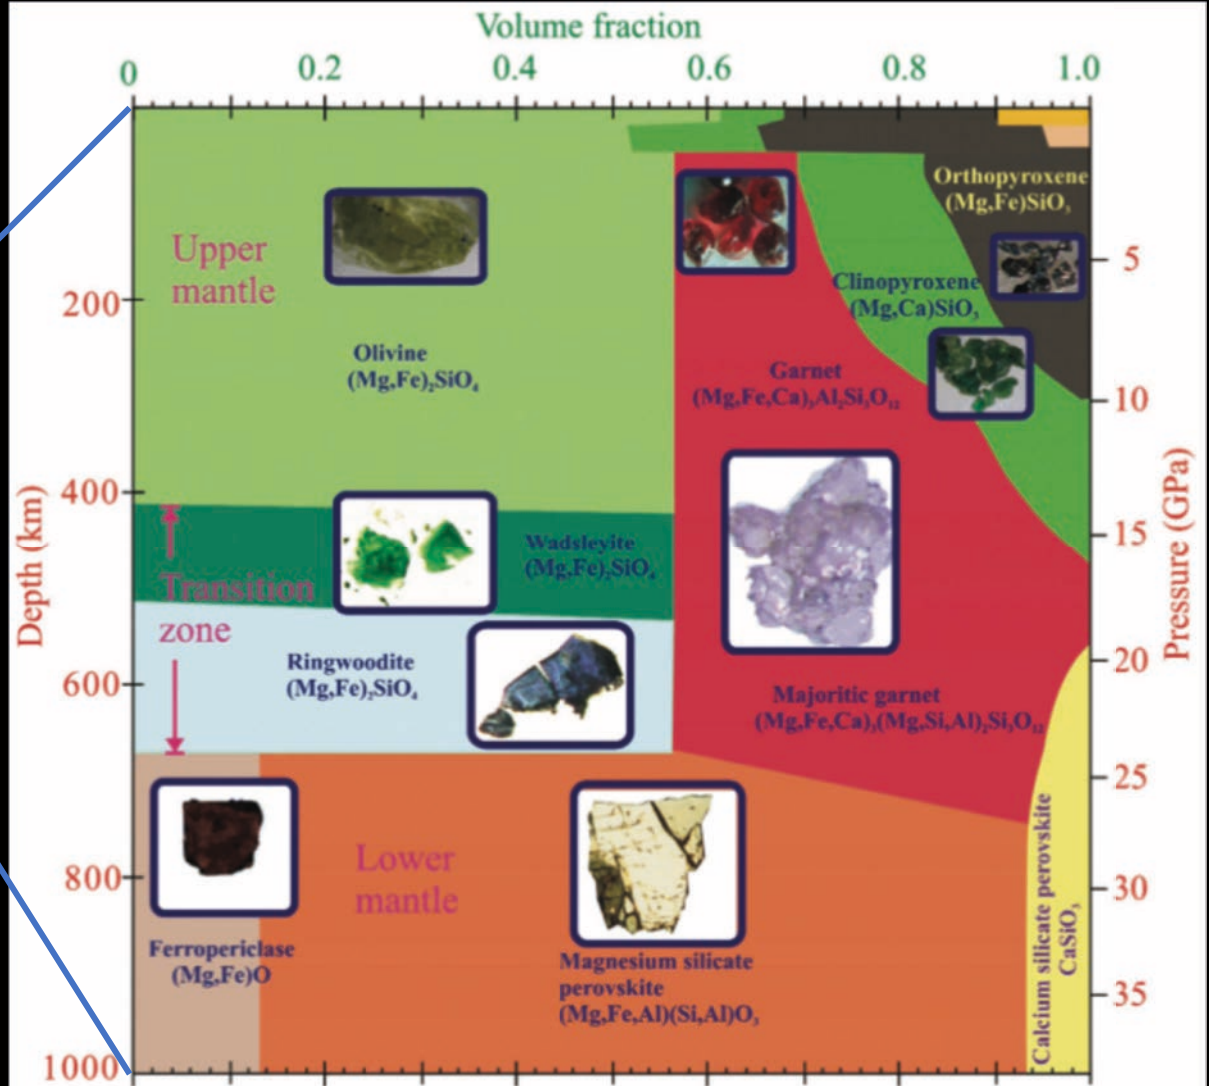 Volume fraction
0 0.2 0.4 0.6 0.8 1.0
Orthopyroxene
(Mg,Fe)SiO₃
Upper
mantle
5
Clinopyroxene
(Mg,Ca)SiO₃
200
Olivine
(Mg,Fe)₂SiO₄
Garnet
(Mg,Fe,Ca)₃Al₂Si₃O₁₂
10
400
Depth (km)
Pressure (GPa)
15
Wadsleyite
(Mg,Fe)₂SiO₄
Transition
zone
20
Ringwoodite
(Mg,Fe)₂SiO₄
600
Majoritic garnet
(Mg,Fe,Ca)₃(Mg,Si,Al)₂Si₃O₁₂
25
Lower
mantle
800
30
Calcium silicate perovskite
CaSiO₃
Ferropericlase
(Mg,Fe)O
Magnesium silicate
perovskite
(Mg,Fe,Al)(Si,Al)O₃
35
1000